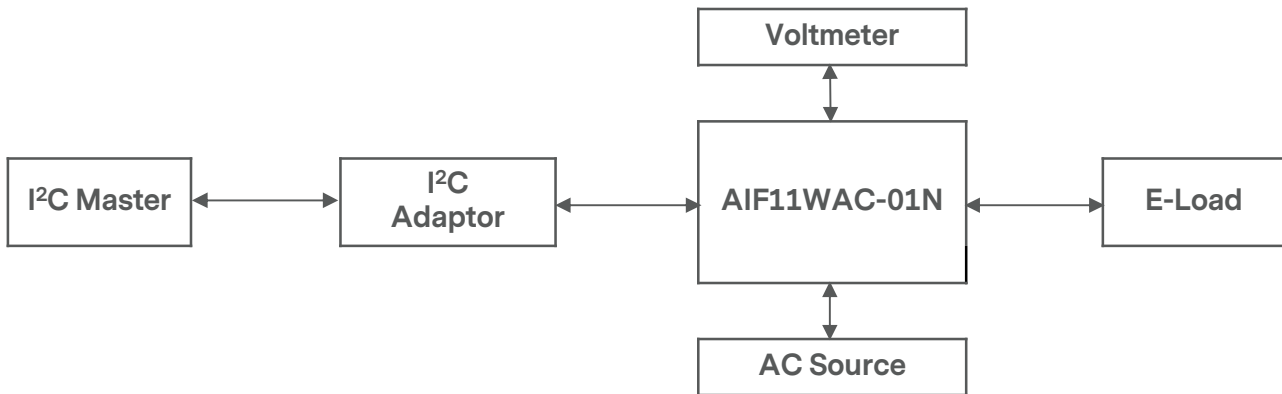 Voltmeter
I²C Master
I²C
Adaptor
AIF11WAC-01N
E-Load
AC Source